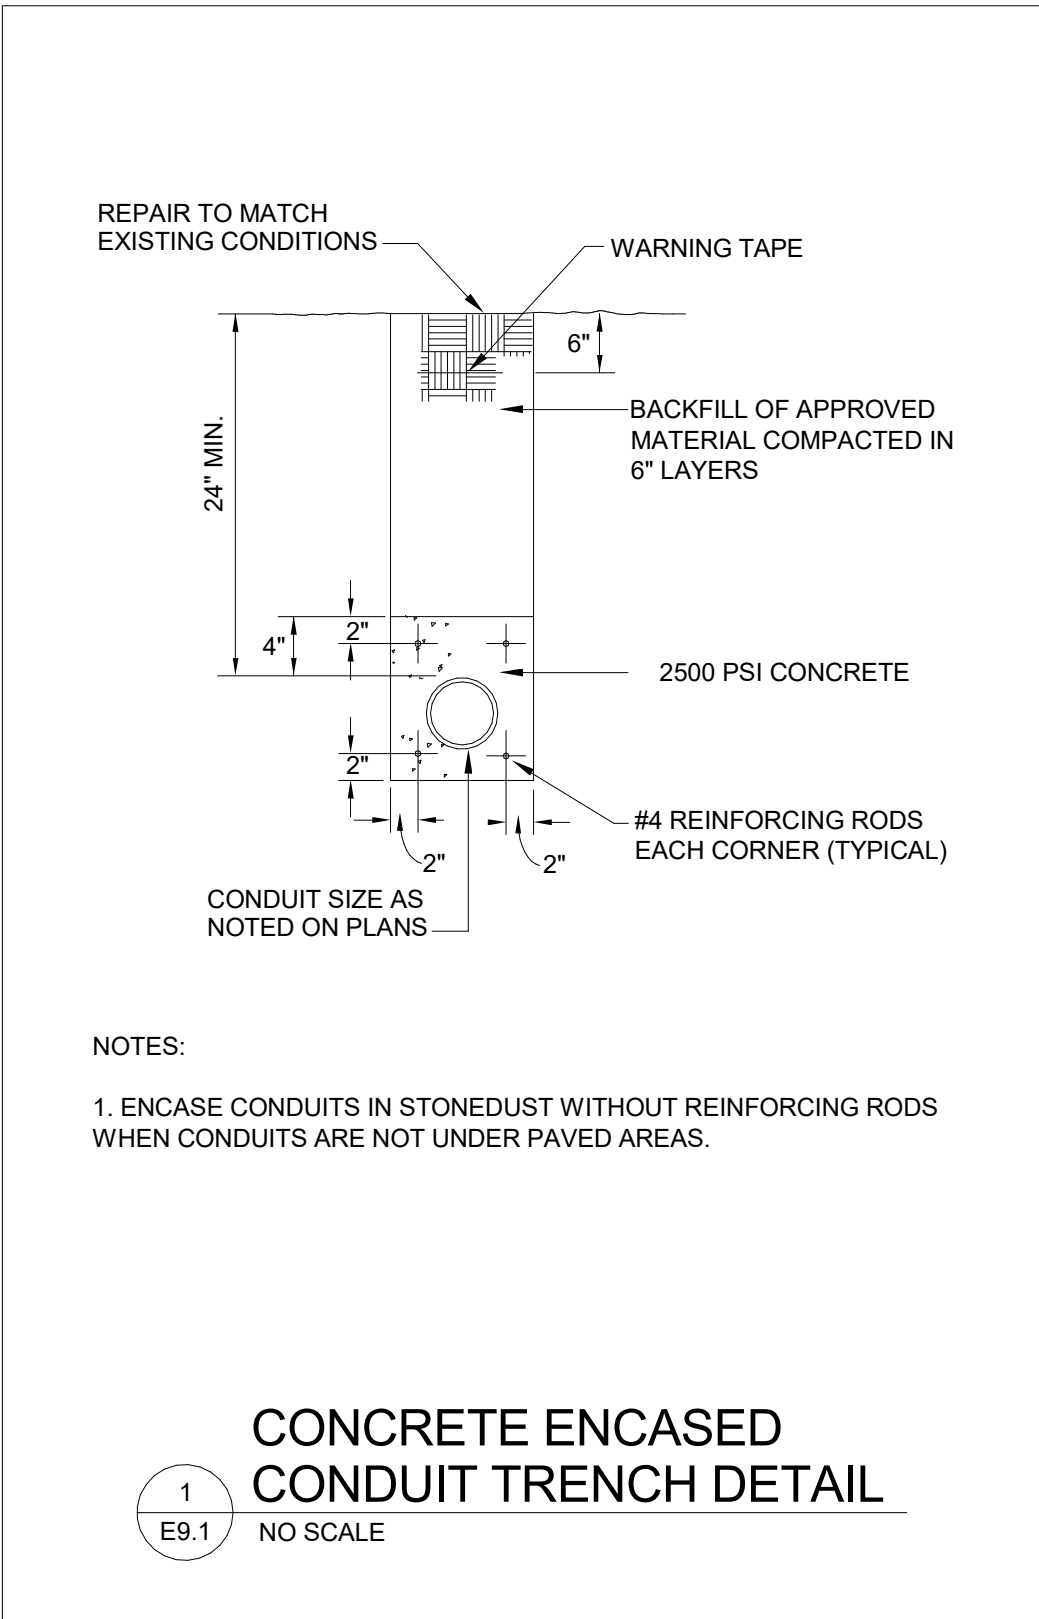 REPAIR TO MATCH
EXISTING CONDITIONS
WARNING TAPE
6"
24" MIN.
BACKFILL OF APPROVED
MATERIAL COMPACTED IN
6" LAYERS
2"
4"
2500 PSI CONCRETE
2"
#4 REINFORCING RODS
EACH CORNER (TYPICAL)
2"
2"
CONDUIT SIZE AS
NOTED ON PLANS
NOTES:
1. ENCASE CONDUITS IN STONEDUST WITHOUT REINFORCING RODS
WHEN CONDUITS ARE NOT UNDER PAVED AREAS.
CONCRETE ENCASED
CONDUIT TRENCH DETAIL
1
E9.1
NO SCALE